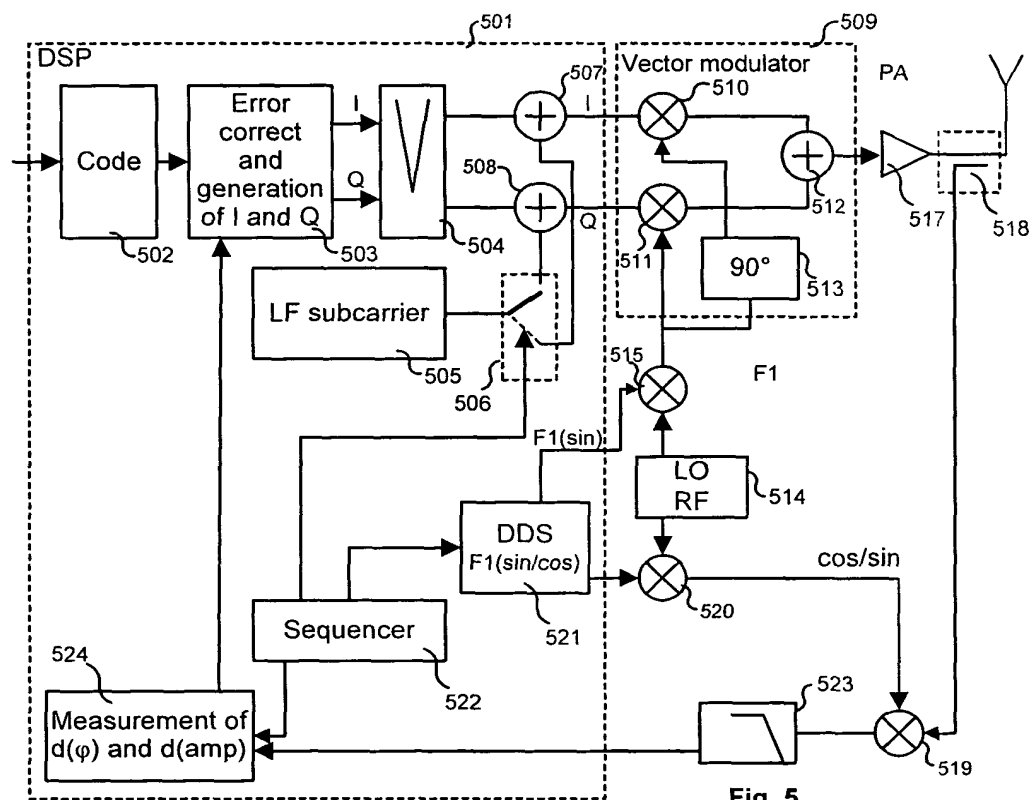 501
509
DSP
507
Vector modulator
PA
510
Code
Error
correct
and
generation
of I and Q
I
Q
508
I
Q
512
517
518
502
503
504
511
90°
513
LF subcarrier
505
506
515
F1
F1(sin)
LO
RF
514
DDS
F1(sin/cos)
cos/sin
520
521
Sequencer
522
524
523
Measurement of
d(φ) and d(amp)
519
Fig. 5